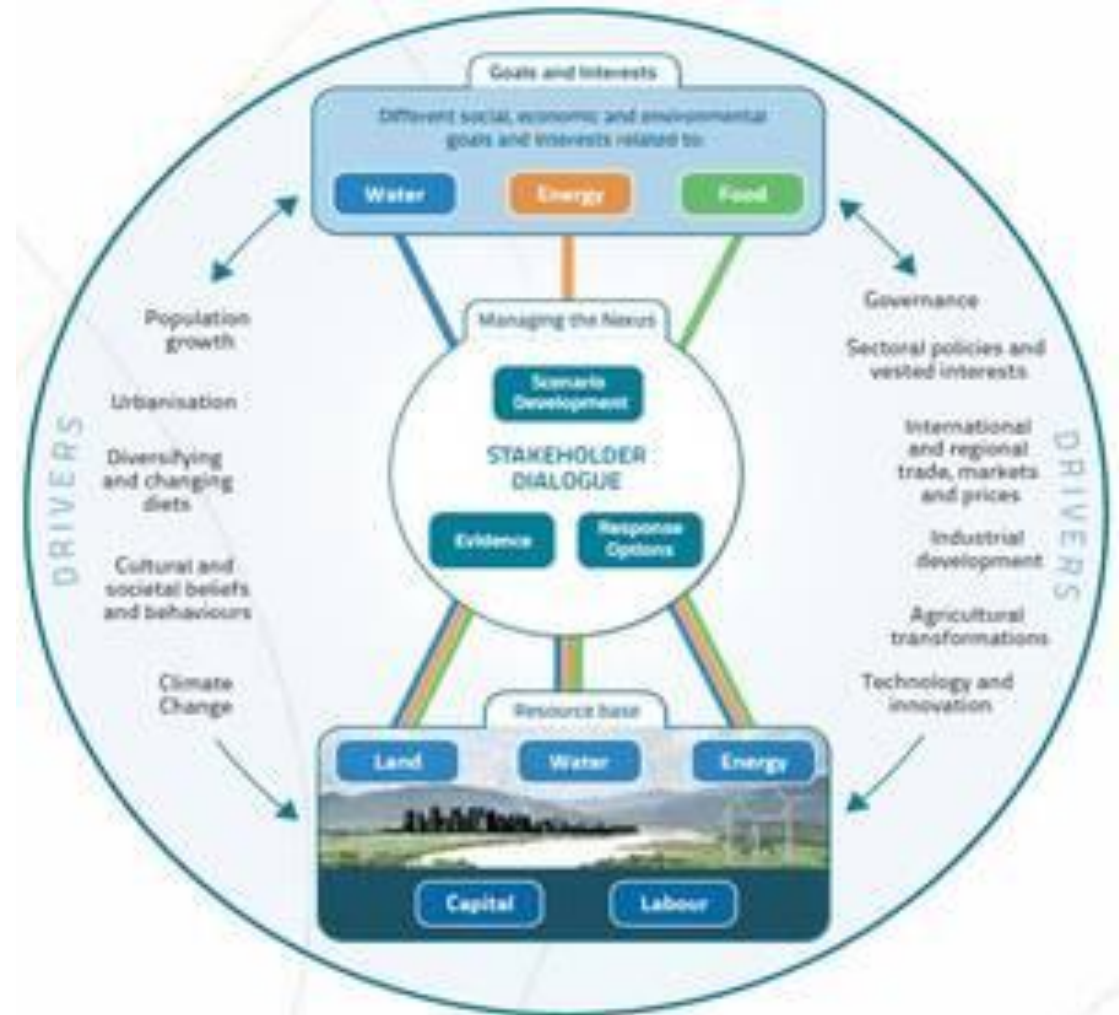 Goals and Interests
Different social, economic and environmental
goals and interests related to:
Water
Energy
Food
Managing the Nexus
Scenario
Development
STAKEHOLDER
DIALOGUE
Evidence
Response
Options
Resource base
Land
Water
Energy
Capital
Labour
DRIVERS
Population
growth
Urbanisation
Diversifying
and changing
diets
Cultural and
societal beliefs
and behaviours
Climate
Change
Governance
Sectoral policies and
vested interests
International
and regional
trade, markets
and prices
Industrial
development
Agricultural
transformations
Technology and
innovation
DRIVERS